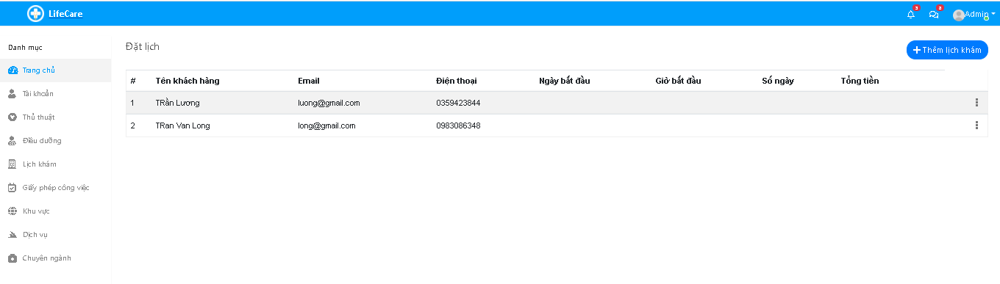 LifeCare
3
3
Admin
Danh mục
Trang chủ
Tài khoản
Thủ thuật
Điều dưỡng
Lịch khám
Giấy phép công việc
Khu vực
Dịch vụ
Chuyên ngành
Đặt lịch
Thêm lịch khám
# Tên khách hàng Email Điện thoại Ngày bắt đầu Giờ bắt đầu Số ngày Tổng tiền
1 TRần Lương luong@gmail.com 0359423844
2 TRan Van Long long@gmail.com 0983086348